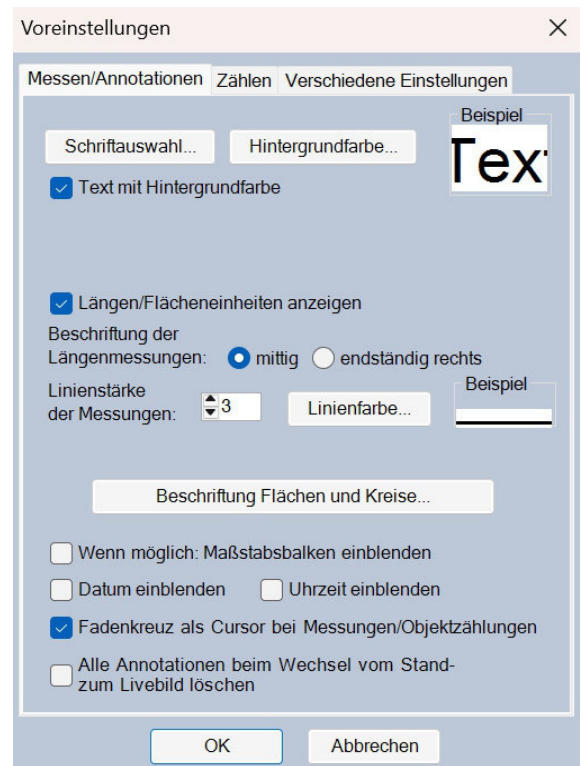 Voreinstellungen
Messen/Annotationen Zählen Verschiedene Einstellungen
Beispiel
Schriftauswahl... Hintergrundfarbe...
Tex
Text mit Hintergrundfarbe
Längen/Flächeneinheiten anzeigen
Beschriftung der
Längenmessungen: mittig endständig rechts
Linienstärke
der Messungen: 3 Linienfarbe... Beispiel
Beschriftung Flächen und Kreise...
Wenn möglich: Maßstabsbalken einblenden
Datum einblenden Uhrzeit einblenden
Fadenkreuz als Cursor bei Messungen/Objektzählungen
Alle Annotationen beim Wechsel vom Stand-
zum Livebild löschen
OK Abbrechen